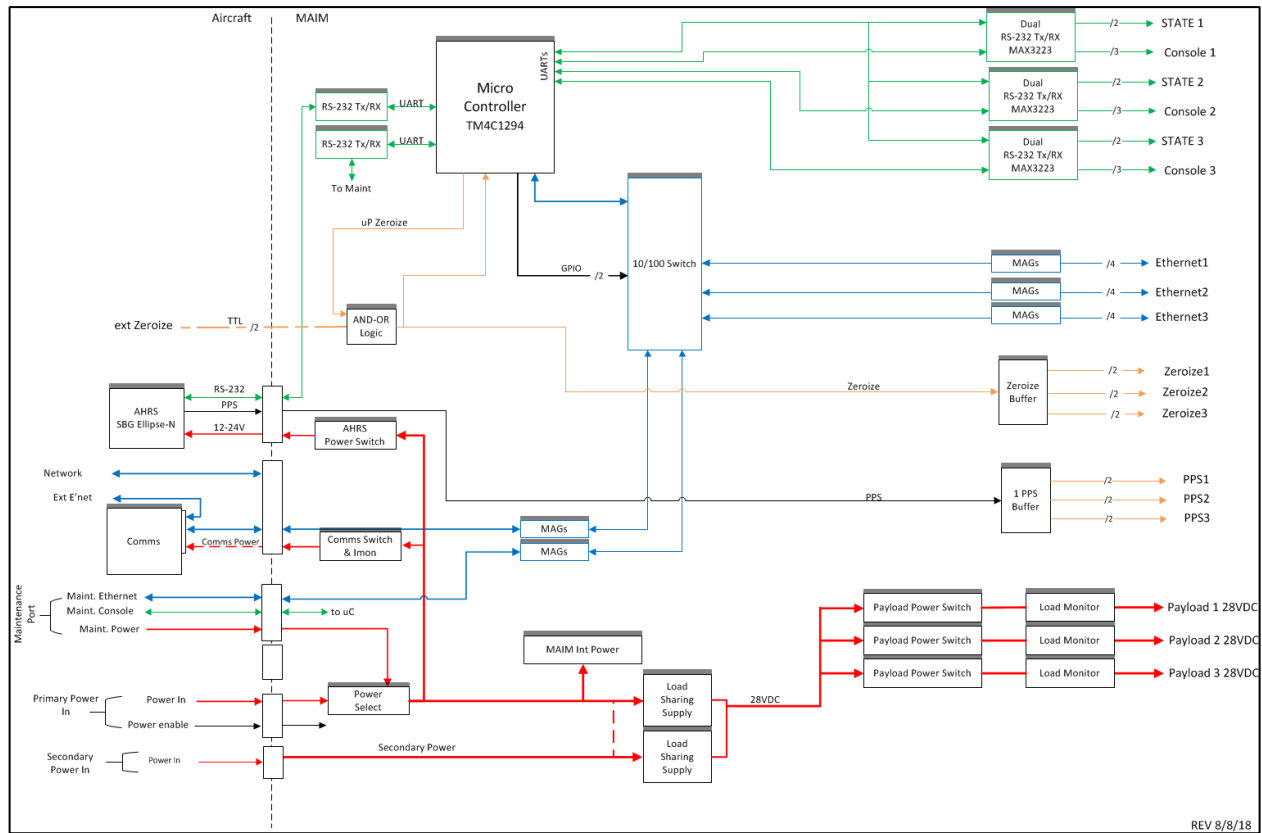 Aircraft
MAIM
Micro
Controller
TM4C1294
UARTs
RS-232 Tx/RX
UART
RS-232 Tx/RX
UART
To Maint
Dual
RS-232 Tx/RX
MAX3223
/2
STATE 1
/3
Console 1
Dual
RS-232 Tx/RX
MAX3223
/2
STATE 2
/3
Console 2
Dual
RS-232 Tx/RX
MAX3223
/2
STATE 3
/3
Console 3
uP Zeroize
GPIO
/2
10/100 Switch
MAGs
/4
Ethernet1
MAGs
/4
Ethernet2
MAGs
/4
Ethernet3
ext Zeroize
TTL
/2
AND-OR
Logic
Zeroize
Zeroize
Buffer
/2
Zeroize1
/2
Zeroize2
/2
Zeroize3
AHRS
SBG Ellipse-N
RS-232
PPS
12-24V
AHRS
Power Switch
Network
Ext E'net
Comms
Comms Power
Comms Switch
& Imon
MAGs
MAGs
PPS
1 PPS
Buffer
/2
PPS1
/2
PPS2
/2
PPS3
Maintenance
Port
Maint. Ethernet
Maint. Console
Maint. Power
to uC
MAIM Int Power
Payload Power Switch
Load Monitor
Payload 1 28VDC
Payload Power Switch
Load Monitor
Payload 2 28VDC
Payload Power Switch
Load Monitor
Payload 3 28VDC
Primary Power
In
Power In
Power enable
Power
Select
Load
Sharing
Supply
28VDC
Load
Sharing
Supply
Secondary Power
Secondary
Power In
Power In
REV 8/8/18